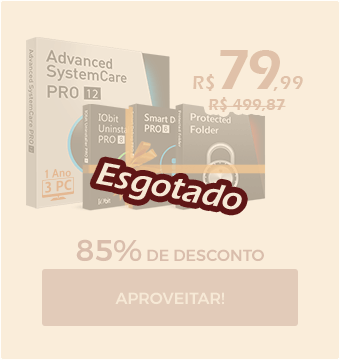 Advanced
SystemCare
PRO 12
Advanced SystemCare PRO 12
1 Ano
3 PC
IObit
Uninstaller
PRO 8
Smart D
PRO 6
Protected
Folder
R$ 79,99
R$ 499,87
Esgotado
85% DE DESCONTO
APROVEITAR!